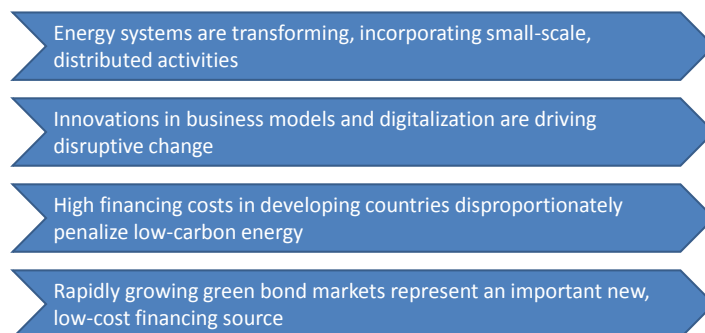 Energy systems are transforming, incorporating small-scale,
distributed activities
Innovations in business models and digitalization are driving
disruptive change
High financing costs in developing countries disproportionately
penalize low-carbon energy
Rapidly growing green bond markets represent an important new,
low-cost financing source